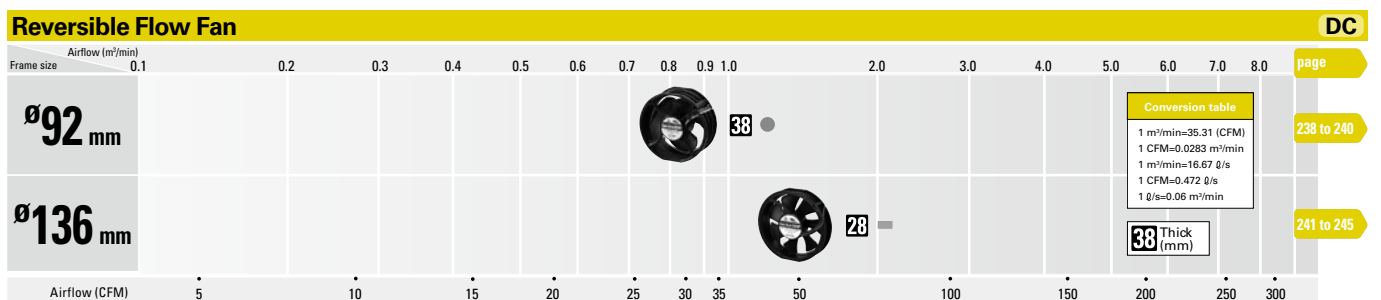 Reversible Flow Fan DC
Airflow (m³/min)
Frame size 0.1 0.2 0.3 0.4 0.5 0.6 0.7 0.8 0.9 1.0 2.0 3.0 4.0 5.0 6.0 7.0 8.0 page
ø92 mm 38 238 to 240
Conversion table
1 m³/min=35.31 (CFM)
1 CFM=0.0283 m³/min
1 m³/min=16.67 ℓ/s
1 CFM=0.472 ℓ/s
1 ℓ/s=0.06 m³/min
ø136 mm 28 241 to 245
38 Thick
(mm)
Airflow (CFM) 5 10 15 20 25 30 35 50 100 150 200 250 300